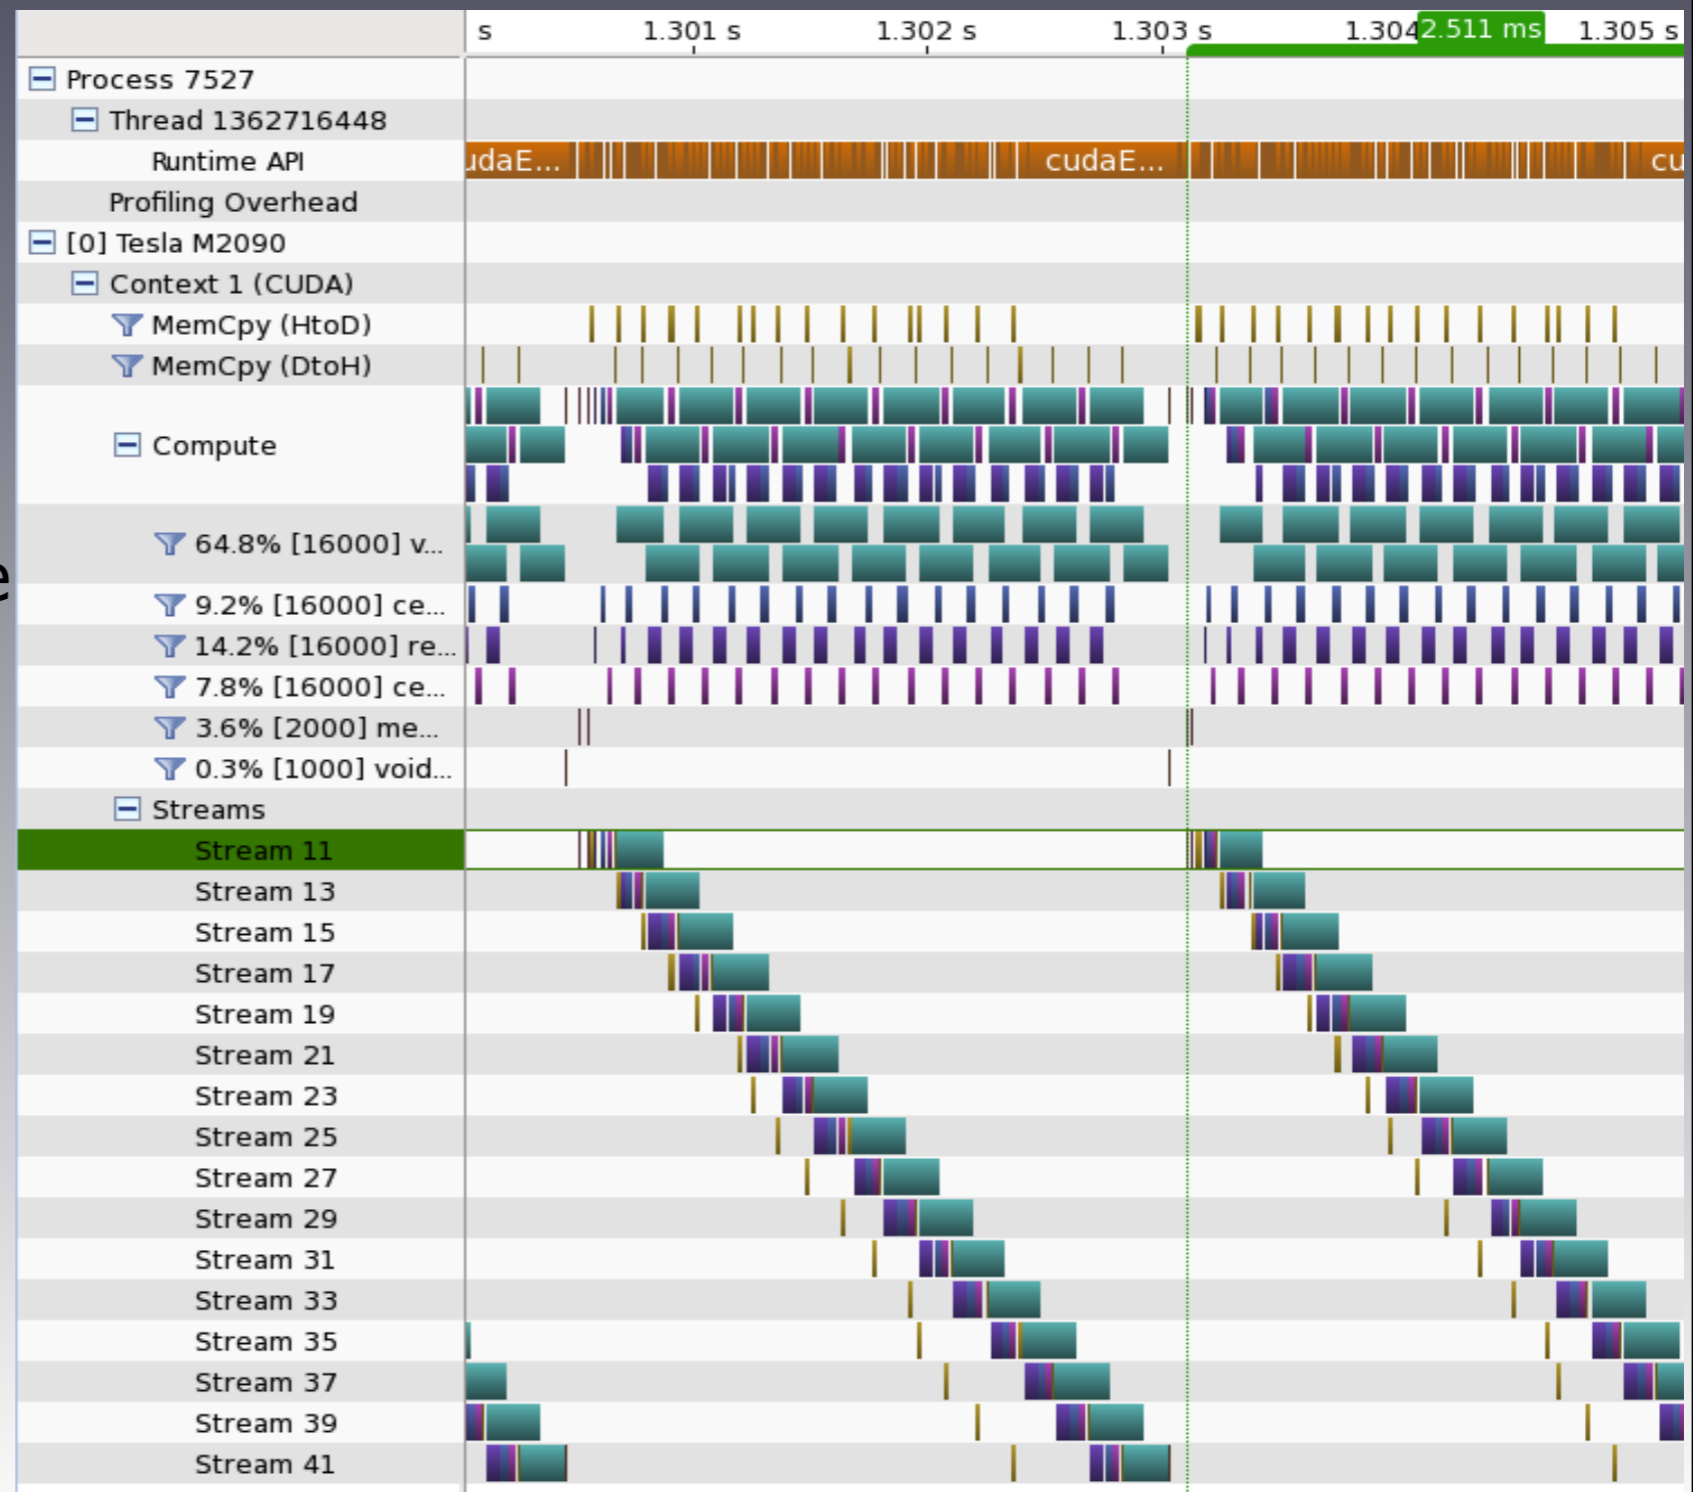 s 1.301 s 1.302 s 1.303 s 1.304 2.511 ms 1.305 s
Process 7527
Thread 1362716448
Runtime API udaE... cudaE... cu
Profiling Overhead
[0] Tesla M2090
Context 1 (CUDA)
MemCpy (HtoD)
MemCpy (DtoH)
Compute
64.8% [16000] v...
e
9.2% [16000] ce...
14.2% [16000] re...
7.8% [16000] ce...
3.6% [2000] me...
0.3% [1000] void...
Streams
Stream 11
Stream 13
Stream 15
Stream 17
Stream 19
Stream 21
Stream 23
Stream 25
Stream 27
Stream 29
Stream 31
Stream 33
Stream 35
Stream 37
Stream 39
Stream 41